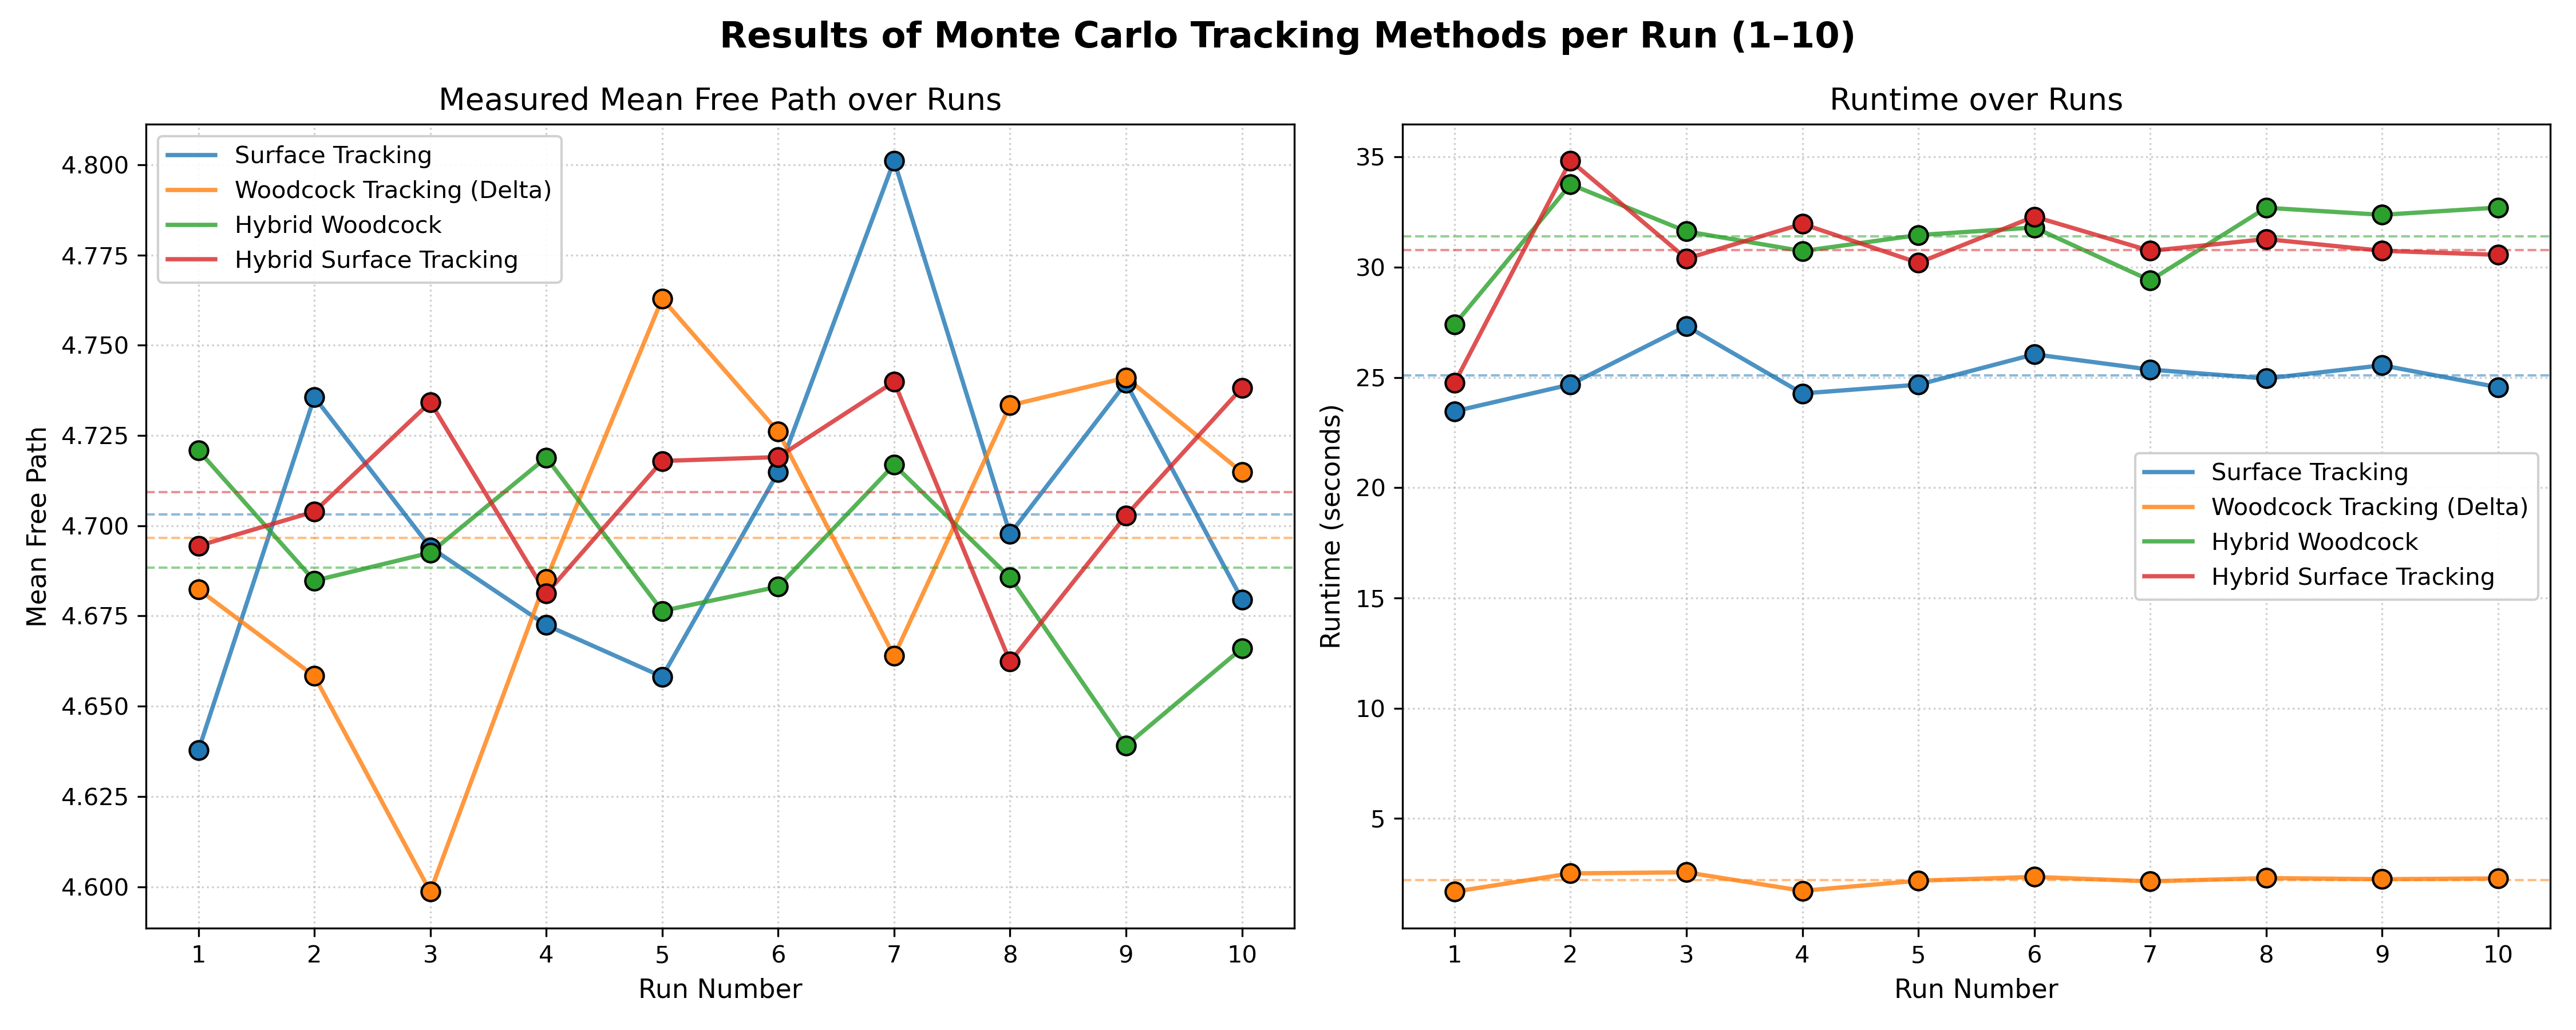 Results of Monte Carlo Tracking Methods per Run (1–10)
Measured Mean Free Path over Runs
Surface Tracking
Woodcock Tracking (Delta)
Hybrid Woodcock
Hybrid Surface Tracking
Mean Free Path
4.800
4.775
4.750
4.725
4.700
4.675
4.650
4.625
4.600
1 2 3 4 5 6 7 8 9 10
Run Number
Runtime over Runs
Runtime (seconds)
35
30
25
20
15
10
5
Surface Tracking
Woodcock Tracking (Delta)
Hybrid Woodcock
Hybrid Surface Tracking
1 2 3 4 5 6 7 8 9 10
Run Number